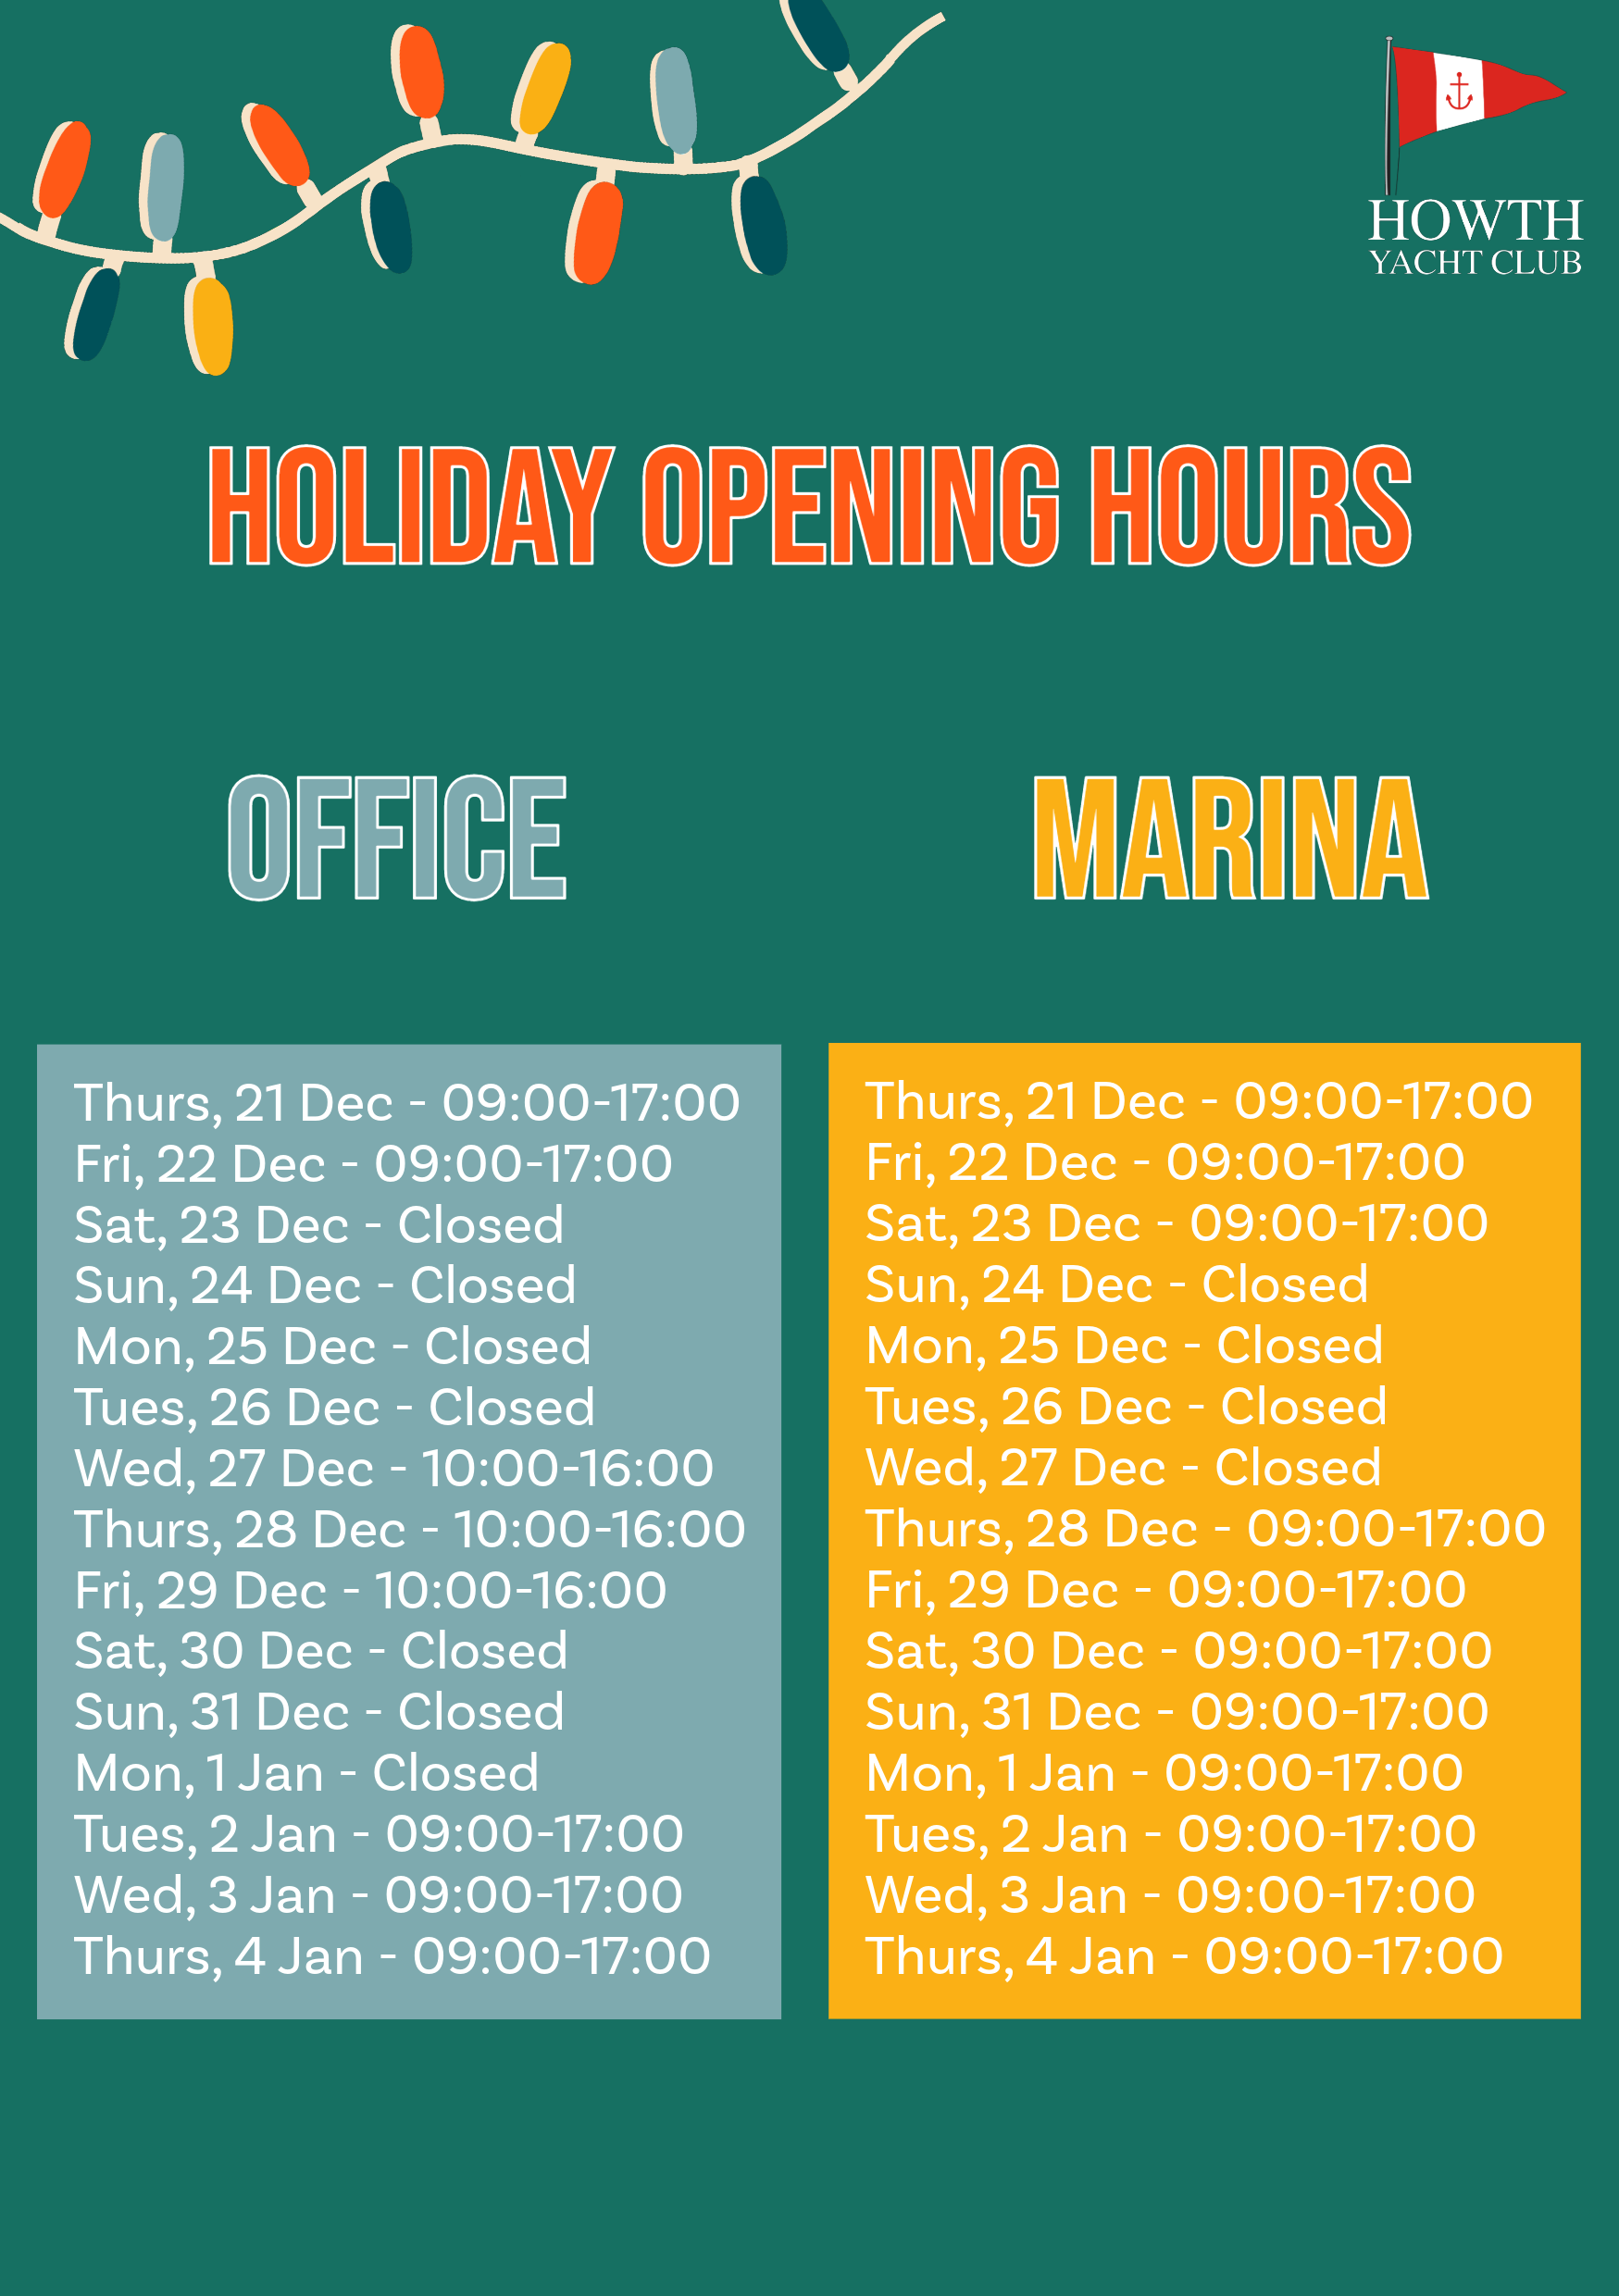 HOWTH
YACHT CLUB
HOLIDAY OPENING HOURS
OFFICE
Thurs, 21 Dec - 09:00-17:00
Fri, 22 Dec - 09:00-17:00
Sat, 23 Dec - Closed
Sun, 24 Dec - Closed
Mon, 25 Dec - Closed
Tues, 26 Dec - Closed
Wed, 27 Dec - 10:00-16:00
Thurs, 28 Dec - 10:00-16:00
Fri, 29 Dec - 10:00-16:00
Sat, 30 Dec - Closed
Sun, 31 Dec - Closed
Mon, 1 Jan - Closed
Tues, 2 Jan - 09:00-17:00
Wed, 3 Jan - 09:00-17:00
Thurs, 4 Jan - 09:00-17:00
MARINA
Thurs, 21 Dec - 09:00-17:00
Fri, 22 Dec - 09:00-17:00
Sat, 23 Dec - 09:00-17:00
Sun, 24 Dec - Closed
Mon, 25 Dec - Closed
Tues, 26 Dec - Closed
Wed, 27 Dec - Closed
Thurs, 28 Dec - 09:00-17:00
Fri, 29 Dec - 09:00-17:00
Sat, 30 Dec - 09:00-17:00
Sun, 31 Dec - 09:00-17:00
Mon, 1 Jan - 09:00-17:00
Tues, 2 Jan - 09:00-17:00
Wed, 3 Jan - 09:00-17:00
Thurs, 4 Jan - 09:00-17:00